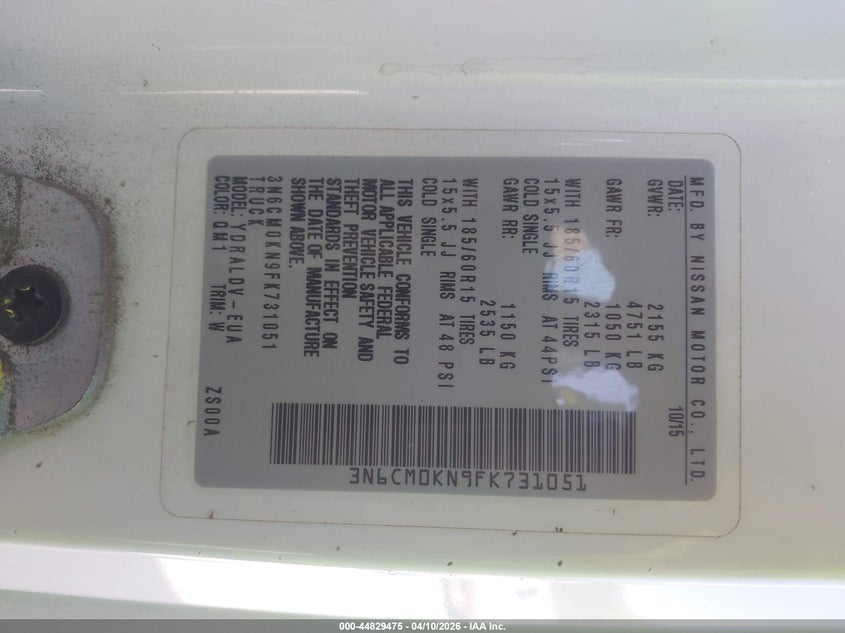 MFD. BY NISSAN MOTOR CO., LTD.
DATE: 10/15
GVWR: 2155 KG
4751 LB
GAWR FR: 1050 KG
2315 LB
WITH 185/60R15 TIRES
15x5.5 JJ RIMS AT 44PSI
COLD SINGLE
GAWR RR: 1150 KG
2535 LB
WITH 185/60R15 TIRES
15x5.5 JJ RIMS AT 48 PSI
COLD SINGLE
THIS VEHICLE CONFORMS TO
ALL APPLICABLE FEDERAL
MOTOR VEHICLE SAFETY AND
THEFT PREVENTION
STANDARDS IN EFFECT ON
THE DATE OF MANUFACTURE
SHOWN ABOVE.
3N6CM0KN9FK731051
TRUCK
MODEL: YDRALDV-EUA
COLOR: QM1 TRIM: W ZS00A
3N6CM0KN9FK731051
000-44829475 - 04/10/2026 - IAA Inc.